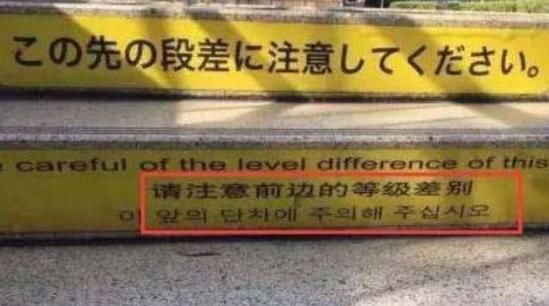 この先の段差に注意してください。
careful of the level difference of this
请注意前边的等级差别
이 앞의 단차에 주의해 주십시오